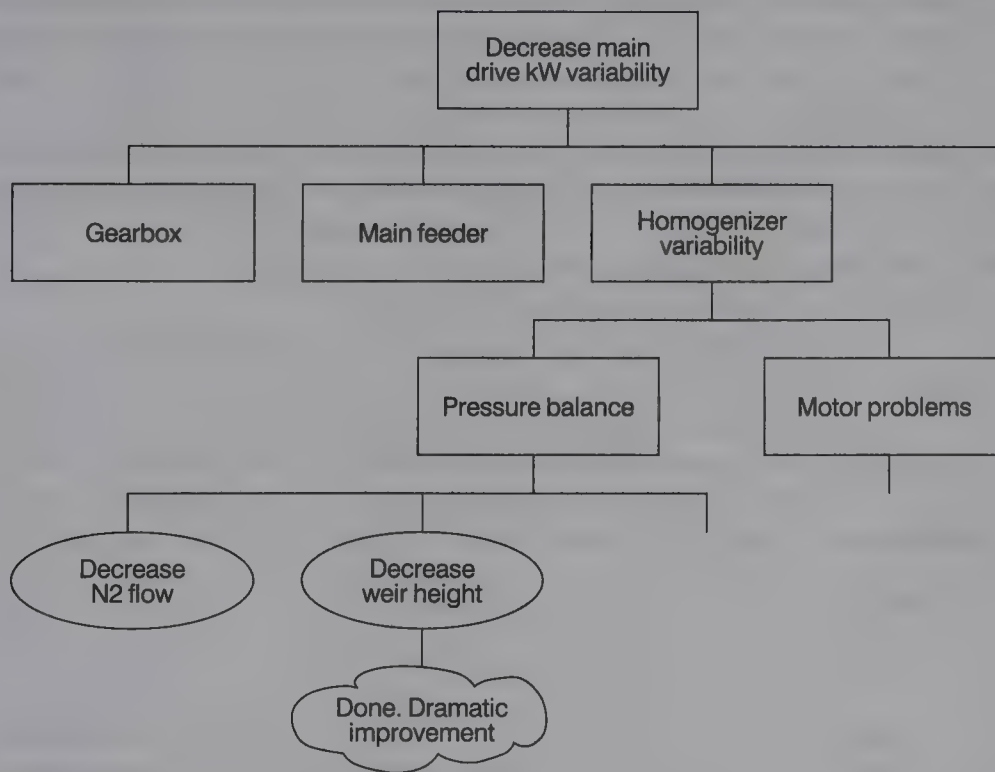 Decrease main
drive kW variability
Gearbox
Main feeder
Homogenizer
variability
Pressure balance
Motor problems
Decrease
N2 flow
Decrease
weir height
Done. Dramatic
improvement